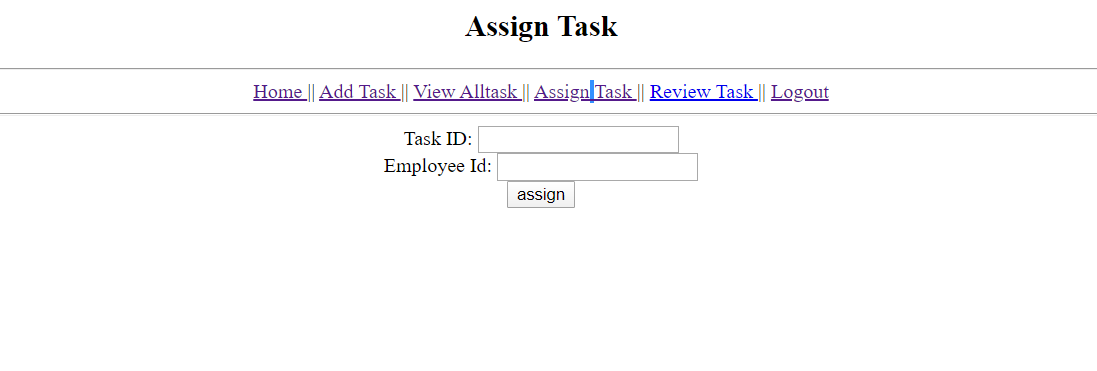 Assign Task
Home || Add Task || View Alltask || Assign Task || Review Task || Logout
Task ID:
Employee Id:
assign